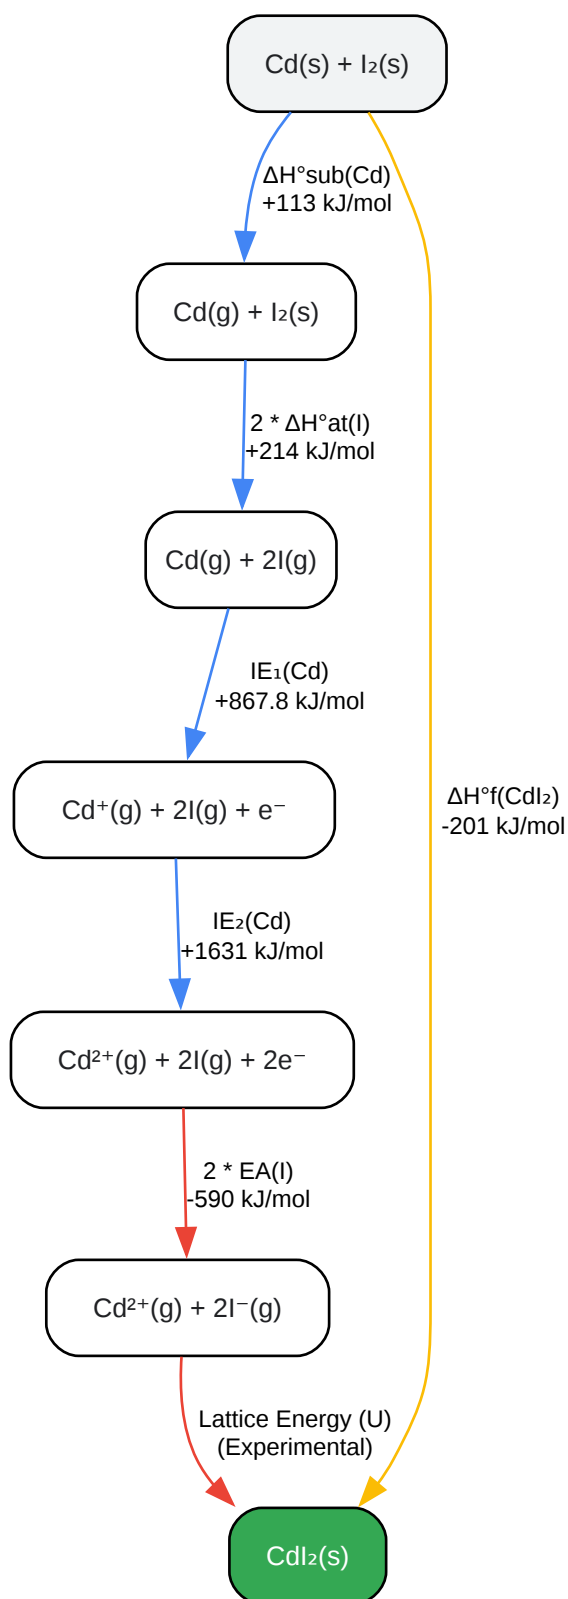 Cd(s) + I₂(s)
ΔH°sub(Cd)
+113 kJ/mol
Cd(g) + I₂(s)
2 * ΔH°at(I)
+214 kJ/mol
Cd(g) + 2I(g)
IE₁(Cd)
+867.8 kJ/mol
Cd⁺(g) + 2I(g) + e⁻
ΔH°f(CdI₂)
-201 kJ/mol
IE₂(Cd)
+1631 kJ/mol
Cd²⁺(g) + 2I(g) + 2e⁻
2 * EA(I)
-590 kJ/mol
Cd²⁺(g) + 2I⁻(g)
Lattice Energy (U)
(Experimental)
CdI₂(s)